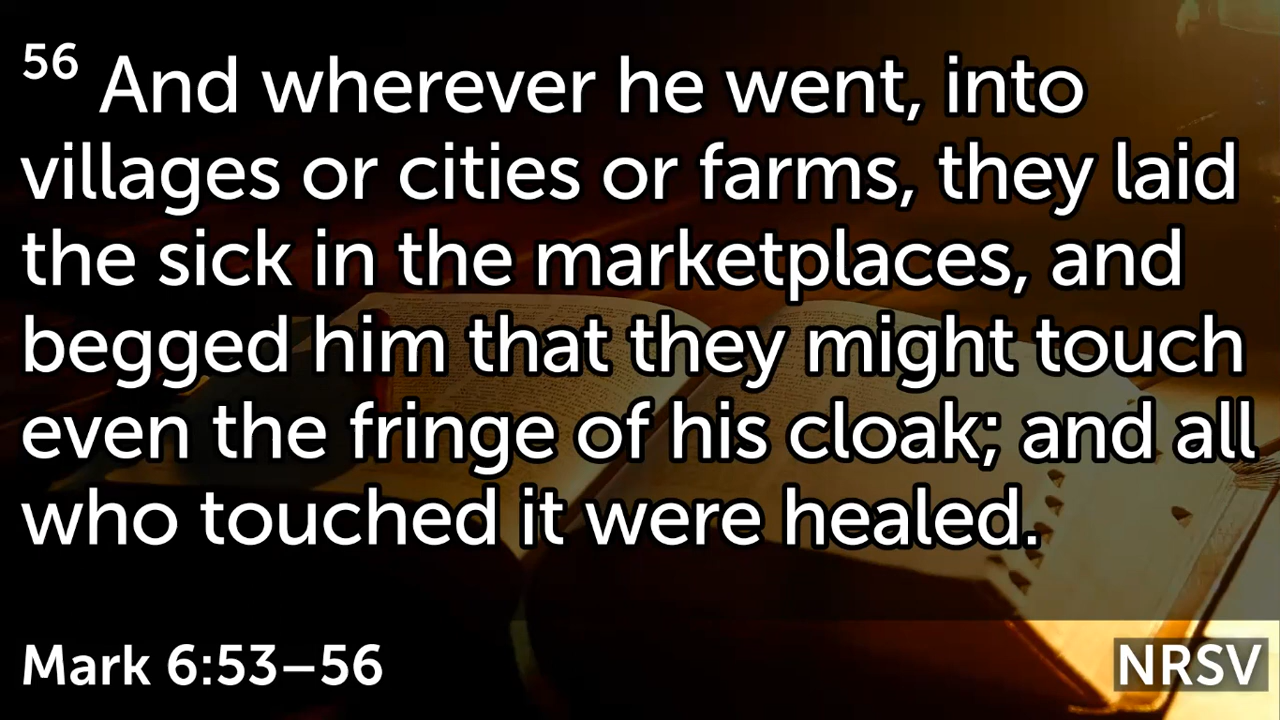 56 And wherever he went, into
villages or cities or farms, they laid
the sick in the marketplaces, and
begged him that they might touch
even the fringe of his cloak; and all
who touched it were healed.
Mark 6:53–56
NRSV